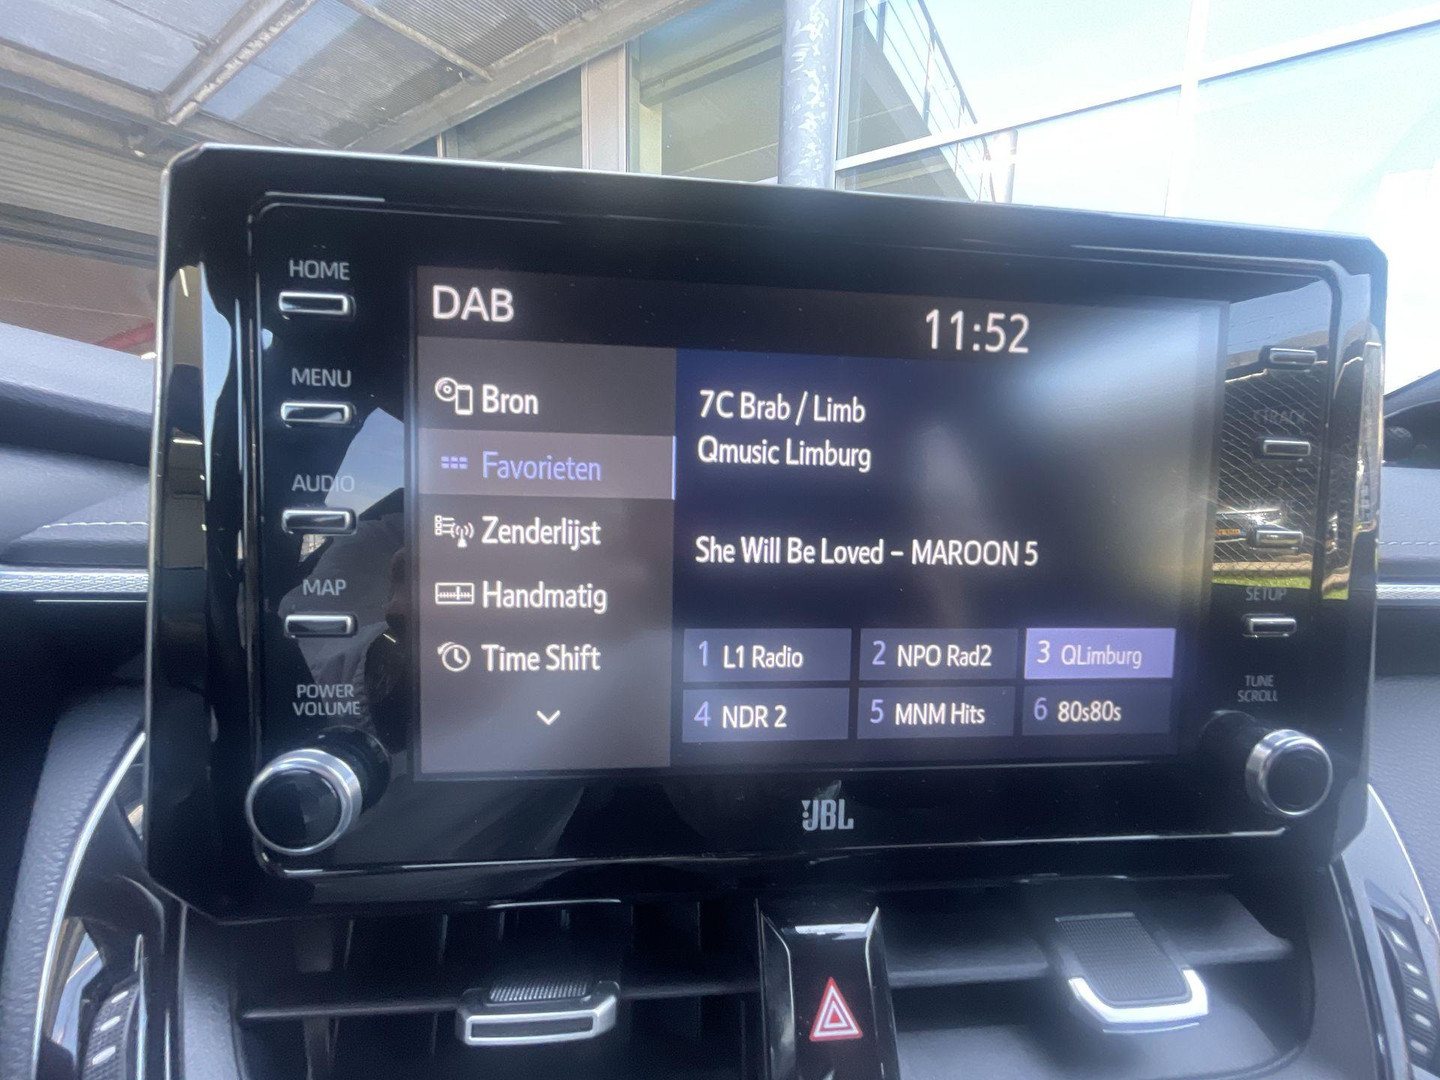 HOME
MENU
AUDIO
MAP
POWER
VOLUME
DAB
11:52
Bron
Favorieten
Zenderlijst
Handmatig
Time Shift
7C Brab / Limb
Qmusic Limburg
She Will Be Loved – MAROON 5
1 L1 Radio
2 NPO Rad2
3 QLimburg
4 NDR 2
5 MNM Hits
6 80s80s
TRACK
SETUP
TUNE
SCROLL
JBL